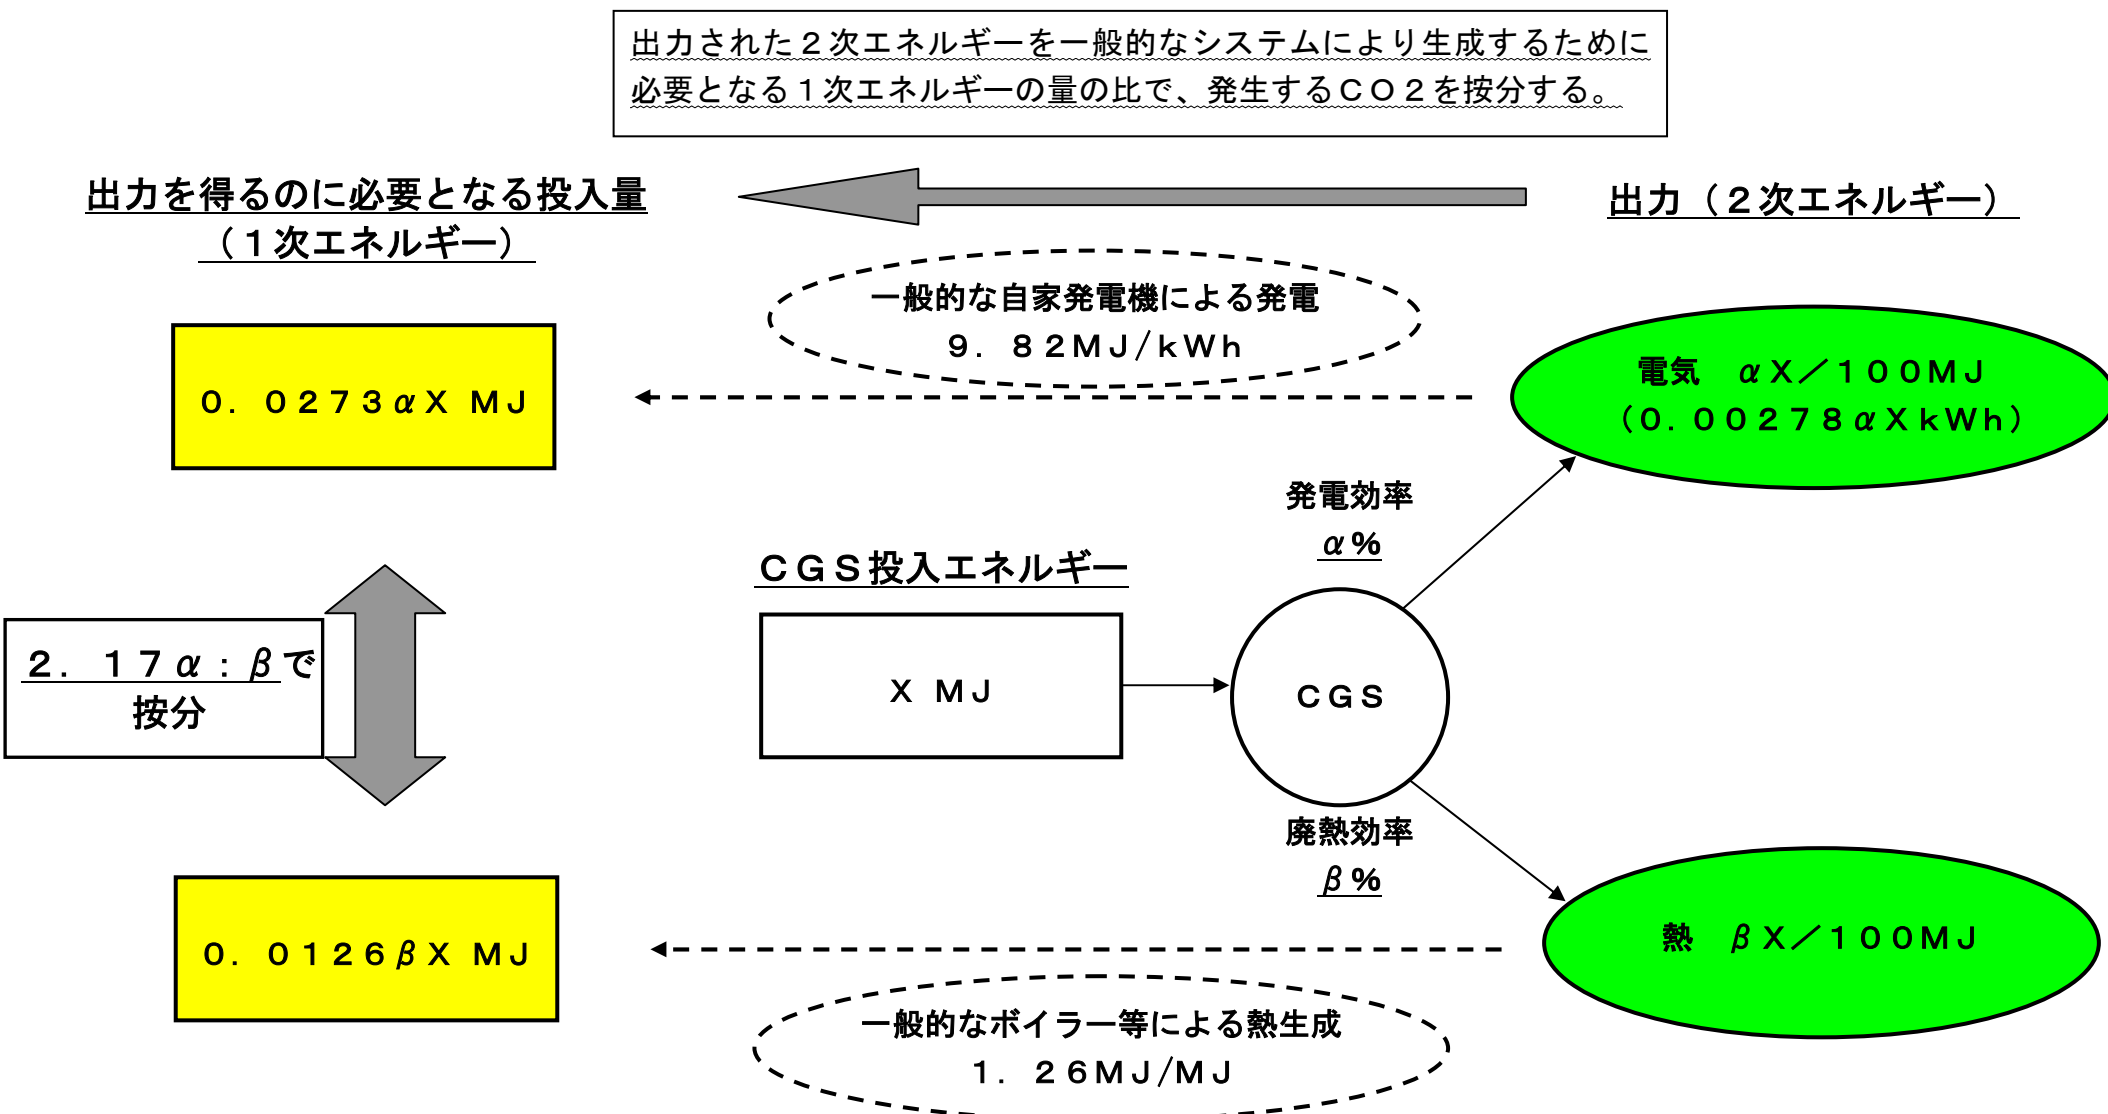 出力された２次エネルギーを一般的なシステムにより生成するために
必要となる１次エネルギーの量の比で、発生するＣＯ２を按分する。
出力を得るのに必要となる投入量
（１次エネルギー）
出力（２次エネルギー）
一般的な自家発電機による発電
９．８２ＭＪ/ｋＷｈ
０．０２７３αＸ ＭＪ
電気　αＸ／１００ＭＪ
（０．００２７８αＸｋＷｈ）
発電効率
α％
ＣＧＳ投入エネルギー
２．１７α：βで
按分
Ｘ ＭＪ
ＣＧＳ
廃熱効率
β％
０．０１２６βＸ ＭＪ
熱　βＸ／１００ＭＪ
一般的なボイラー等による熱生成
１．２６ＭＪ/ＭＪ